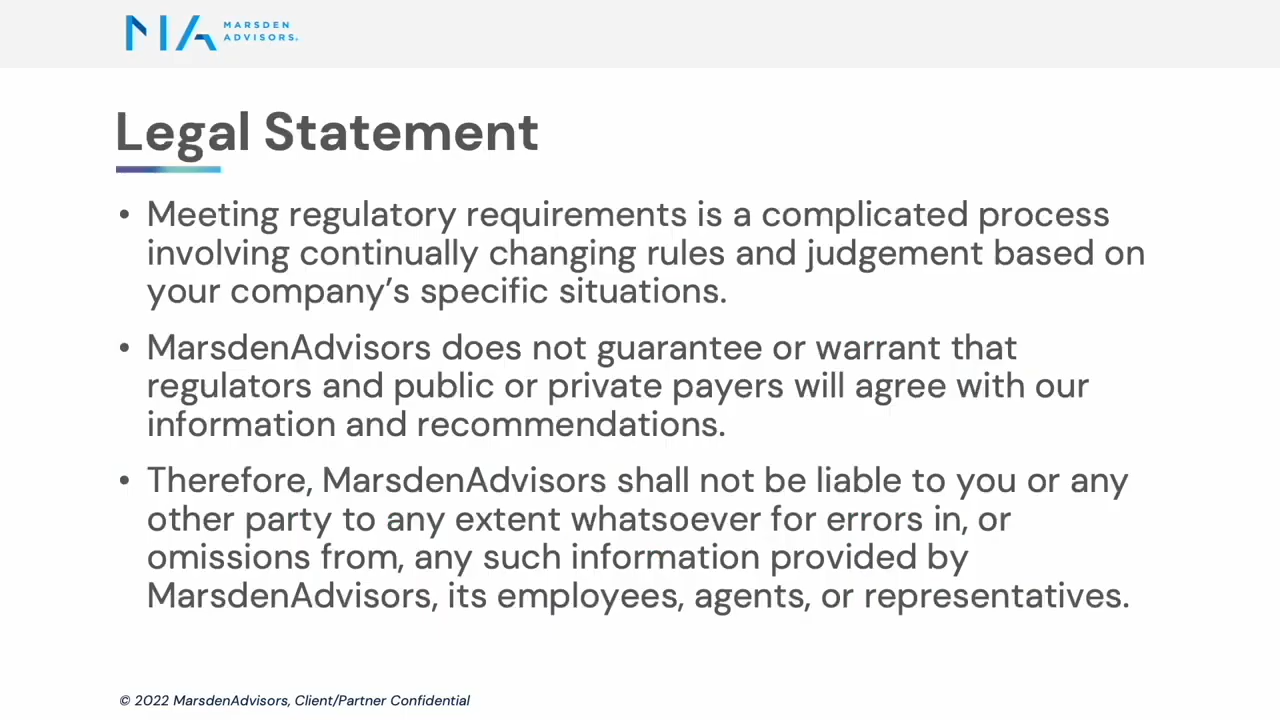 MARSDEN
ADVISORS.
Legal Statement
• Meeting regulatory requirements is a complicated process
involving continually changing rules and judgement based on
your company’s specific situations.
• MarsdenAdvisors does not guarantee or warrant that
regulators and public or private payers will agree with our
information and recommendations.
• Therefore, MarsdenAdvisors shall not be liable to you or any
other party to any extent whatsoever for errors in, or
omissions from, any such information provided by
MarsdenAdvisors, its employees, agents, or representatives.
© 2022 MarsdenAdvisors, Client/Partner Confidential